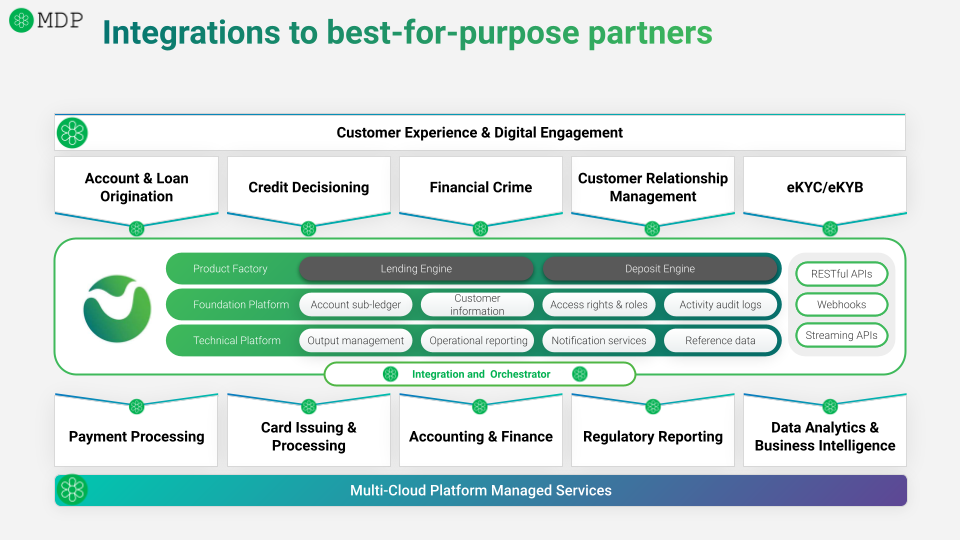 MDP
Integrations to best-for-purpose partners
Customer Experience & Digital Engagement
Account & Loan
Origination
Credit Decisioning
Financial Crime
Customer Relationship
Management
eKYC/eKYB
Product Factory
Lending Engine
Deposit Engine
Foundation Platform
Account sub-ledger
Customer
information
Access rights & roles
Activity audit logs
Technical Platform
Output management
Operational reporting
Notification services
Reference data
RESTful APIs
Webhooks
Streaming APIs
Integration and Orchestrator
Payment Processing
Card Issuing &
Processing
Accounting & Finance
Regulatory Reporting
Data Analytics &
Business Intelligence
Multi-Cloud Platform Managed Services